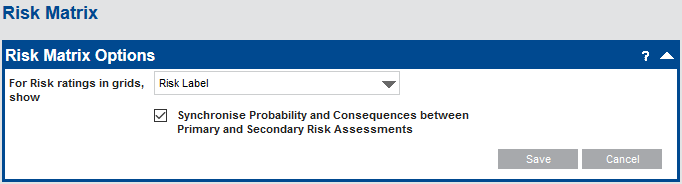 Risk Matrix
Risk Matrix Options ?
For Risk ratings in grids, Risk Label
show
Synchronise Probability and Consequences between
Primary and Secondary Risk Assessments
Save Cancel